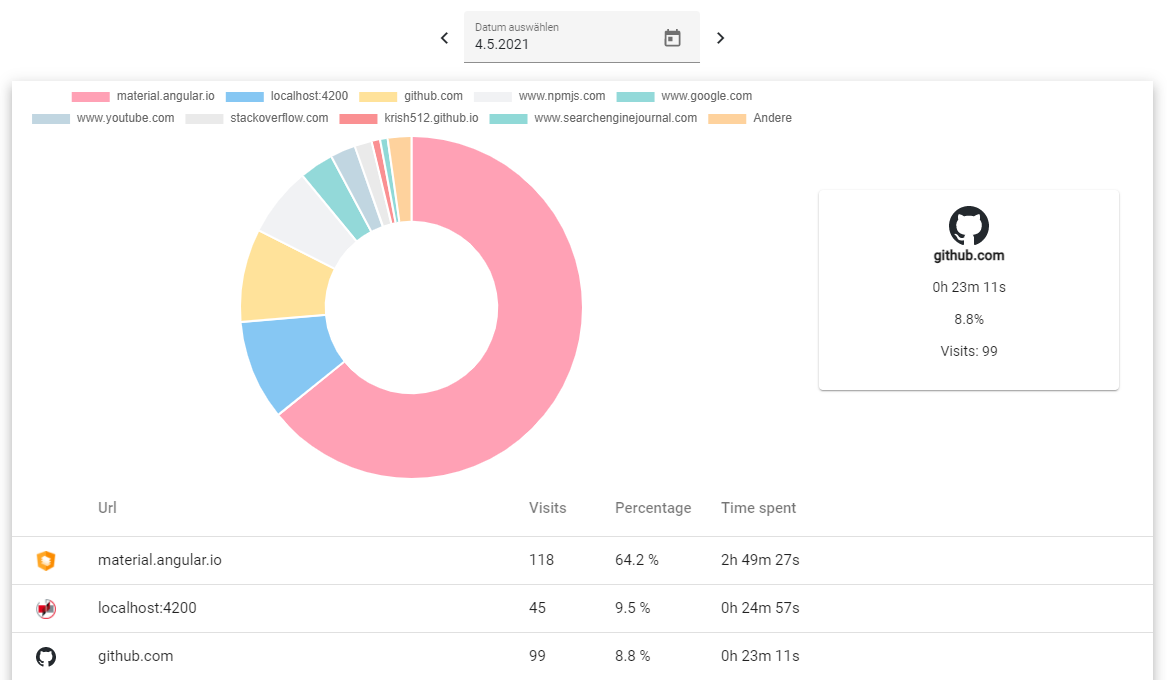 Datum auswählen
4.5.2021
material.angular.io localhost:4200 github.com www.npmjs.com www.google.com
www.youtube.com stackoverflow.com krish512.github.io www.searchenginejournal.com Andere
github.com
0h 23m 11s
8.8%
Visits: 99
Url Visits Percentage Time spent
material.angular.io 118 64.2 % 2h 49m 27s
localhost:4200 45 9.5 % 0h 24m 57s
github.com 99 8.8 % 0h 23m 11s